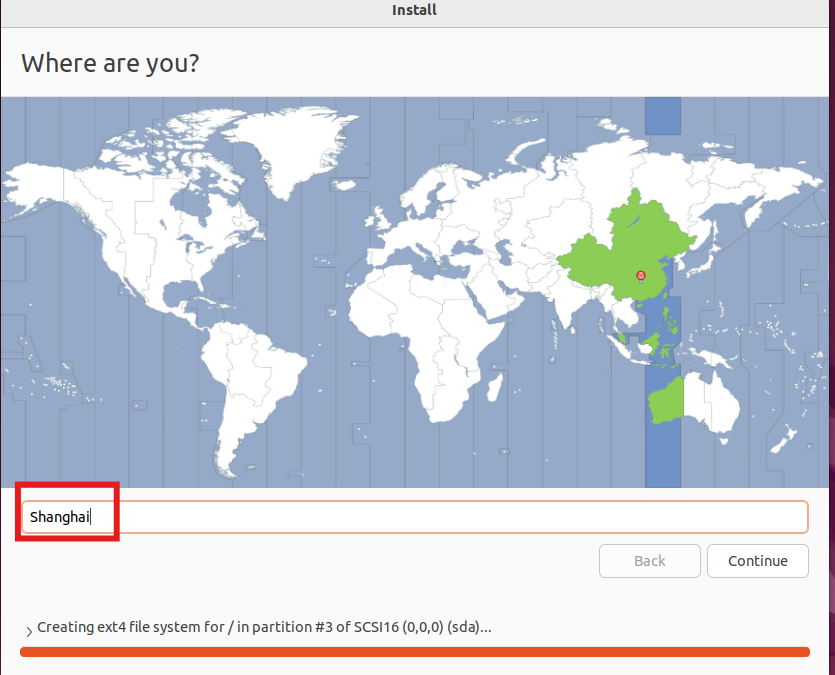 Install
Where are you?
Shanghai
Back
Continue
Creating ext4 file system for / in partition #3 of SCSI16 (0,0,0) (sda)...